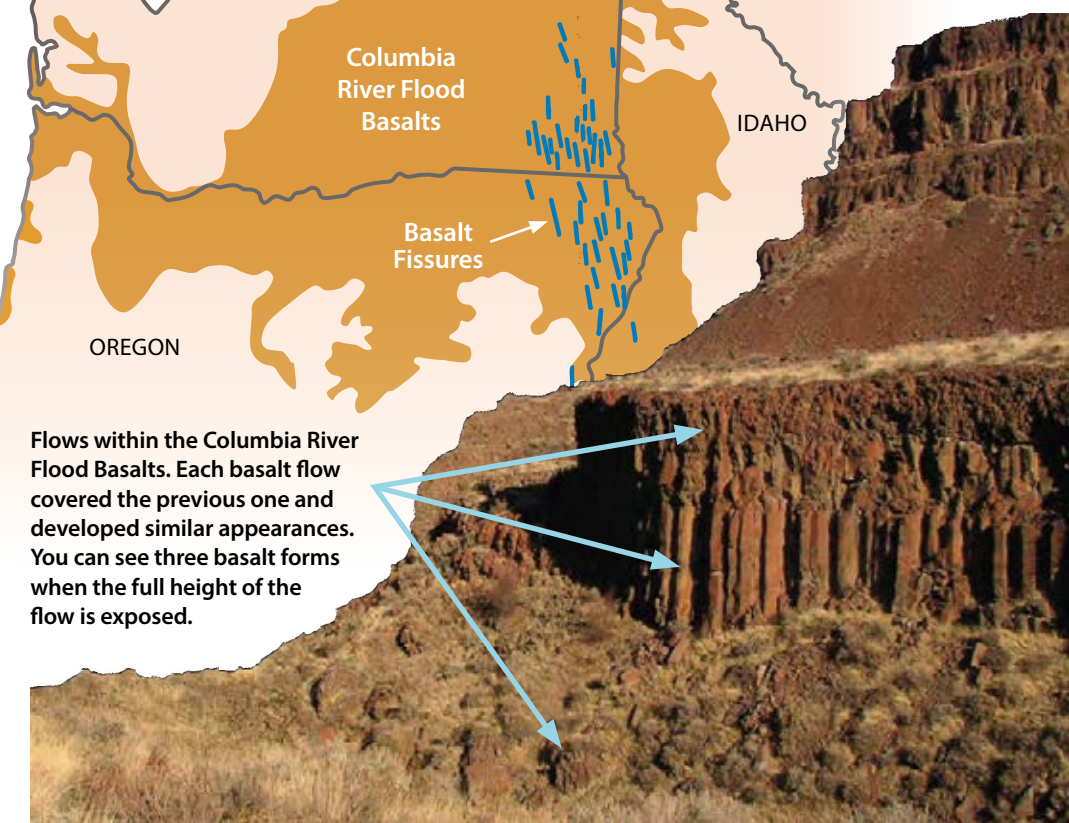 Columbia
River Flood
Basalts
IDAHO
Basalt
Fissures
OREGON
Flows within the Columbia River
Flood Basalts. Each basalt flow
covered the previous one and
developed similar appearances.
You can see three basalt forms
when the full height of the
flow is exposed.